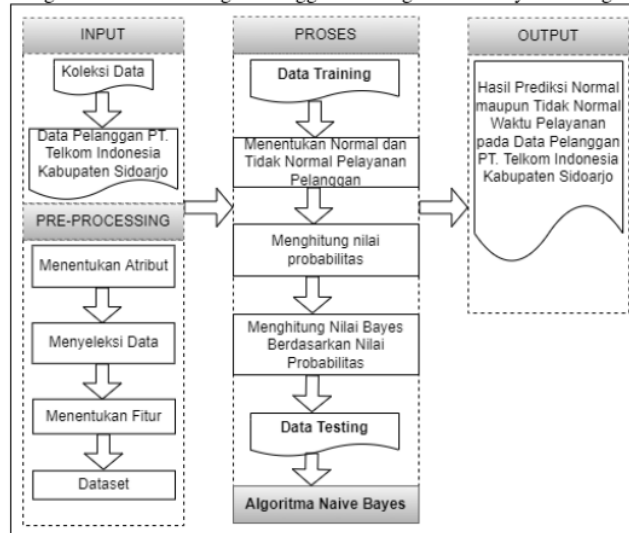 INPUT
Koleksi Data
Data Pelanggan PT.
Telkom Indonesia
Kabupaten Sidoarjo
PRE-PROCESSING
Menentukan Atribut
Menyeleksi Data
Menentukan Fitur
Dataset
PROSES
Data Training
Menentukan Normal dan
Tidak Normal Pelayanan
Pelanggan
Menghitung nilai
probabilitas
Menghitung Nilai Bayes
Berdasarkan Nilai
Probabilitas
Data Testing
Algoritma Naive Bayes
OUTPUT
Hasil Prediksi Normal
maupun Tidak Normal
Waktu Pelayanan
pada Data Pelanggan
PT. Telkom Indonesia
Kabupaten Sidoarjo